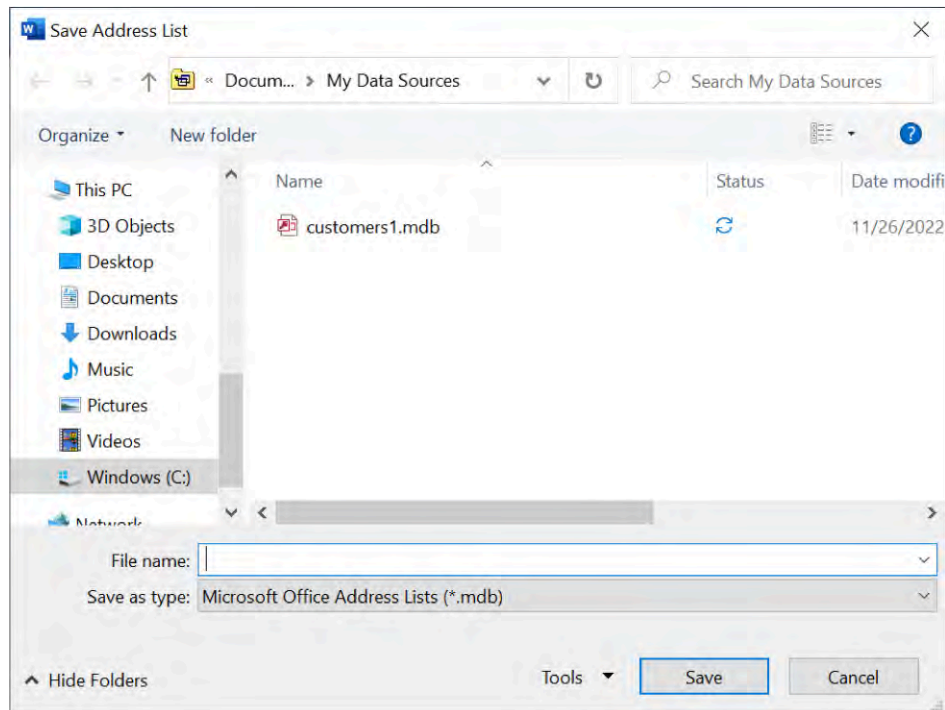 Save Address List
« Docum... › My Data Sources
Search My Data Sources
Organize
New folder
Name Status Date modifi
This PC
customers1.mdb 11/26/2022
3D Objects
Desktop
Documents
Downloads
Music
Pictures
Videos
Windows (C:)
Network
File name:
Save as type: Microsoft Office Address Lists (*.mdb)
Hide Folders
Tools
Save
Cancel